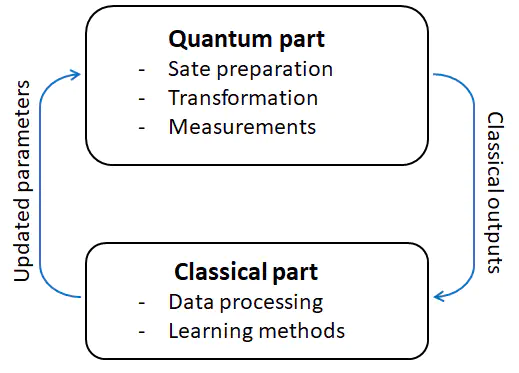 Quantum part
- Sate preparation
- Transformation
- Measurements
Updated parameters
Classical outputs
Classical part
- Data processing
- Learning methods